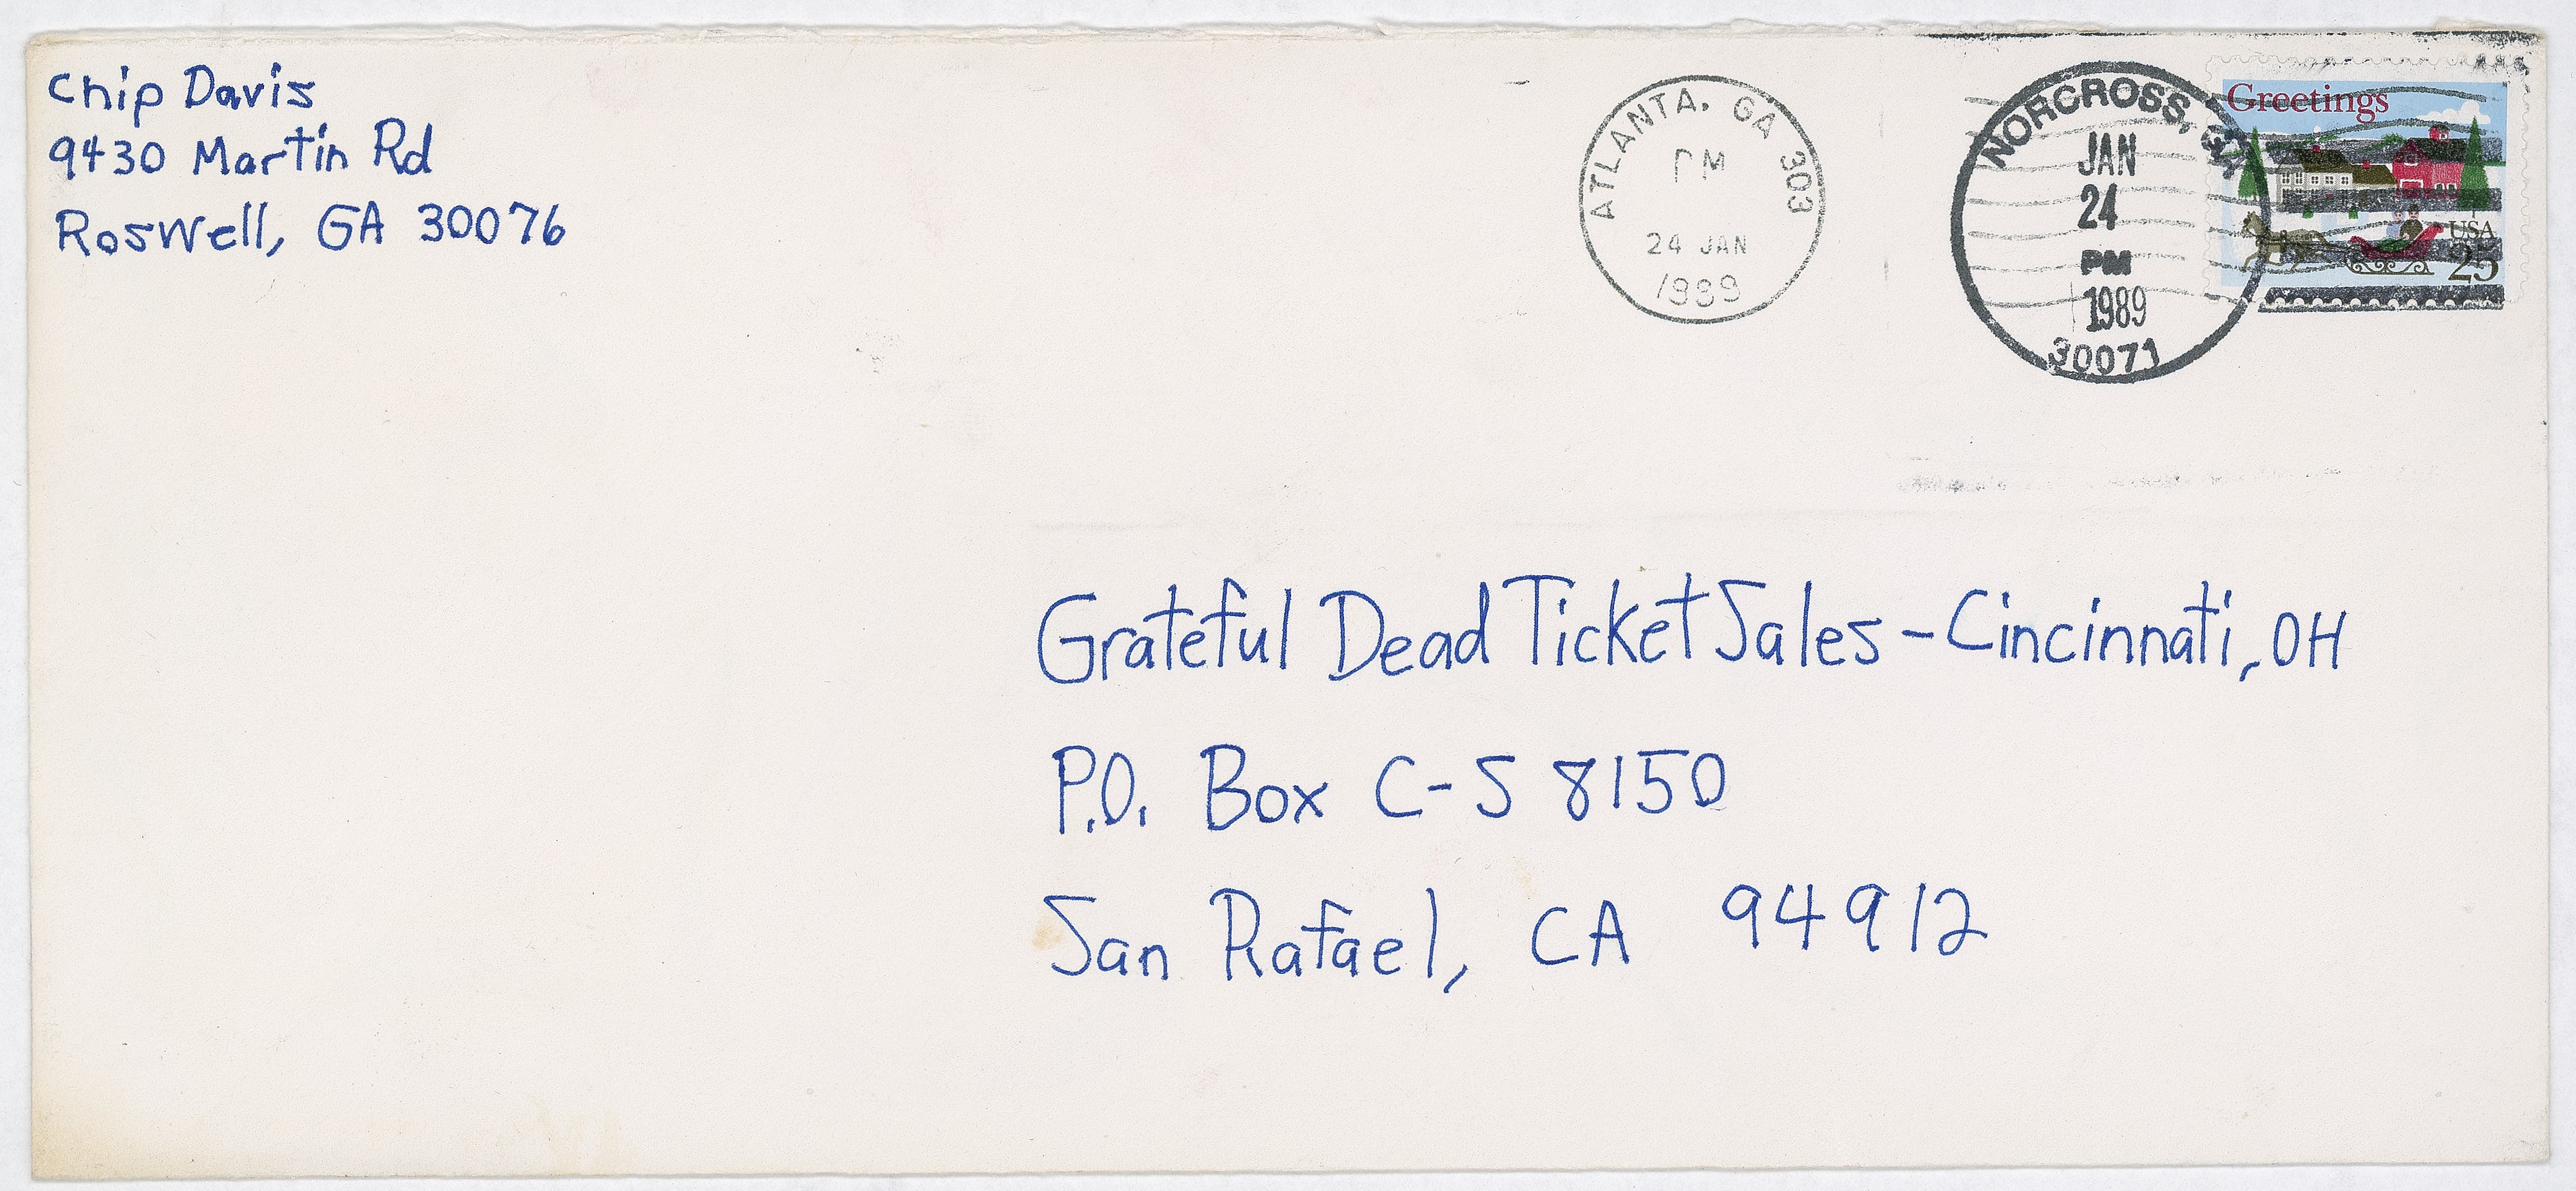 Chip Davis
9430 Martin Rd
Roswell, GA 30076
ATLANTA, GA 303
PM
24 JAN
1989
NORCROSS, GA
JAN
24
PM
1989
30071
Greetings
USA
25
Grateful Dead Ticket Sales - Cincinnati, OH
P.O. Box C-S 8150
San Rafael, CA 94912